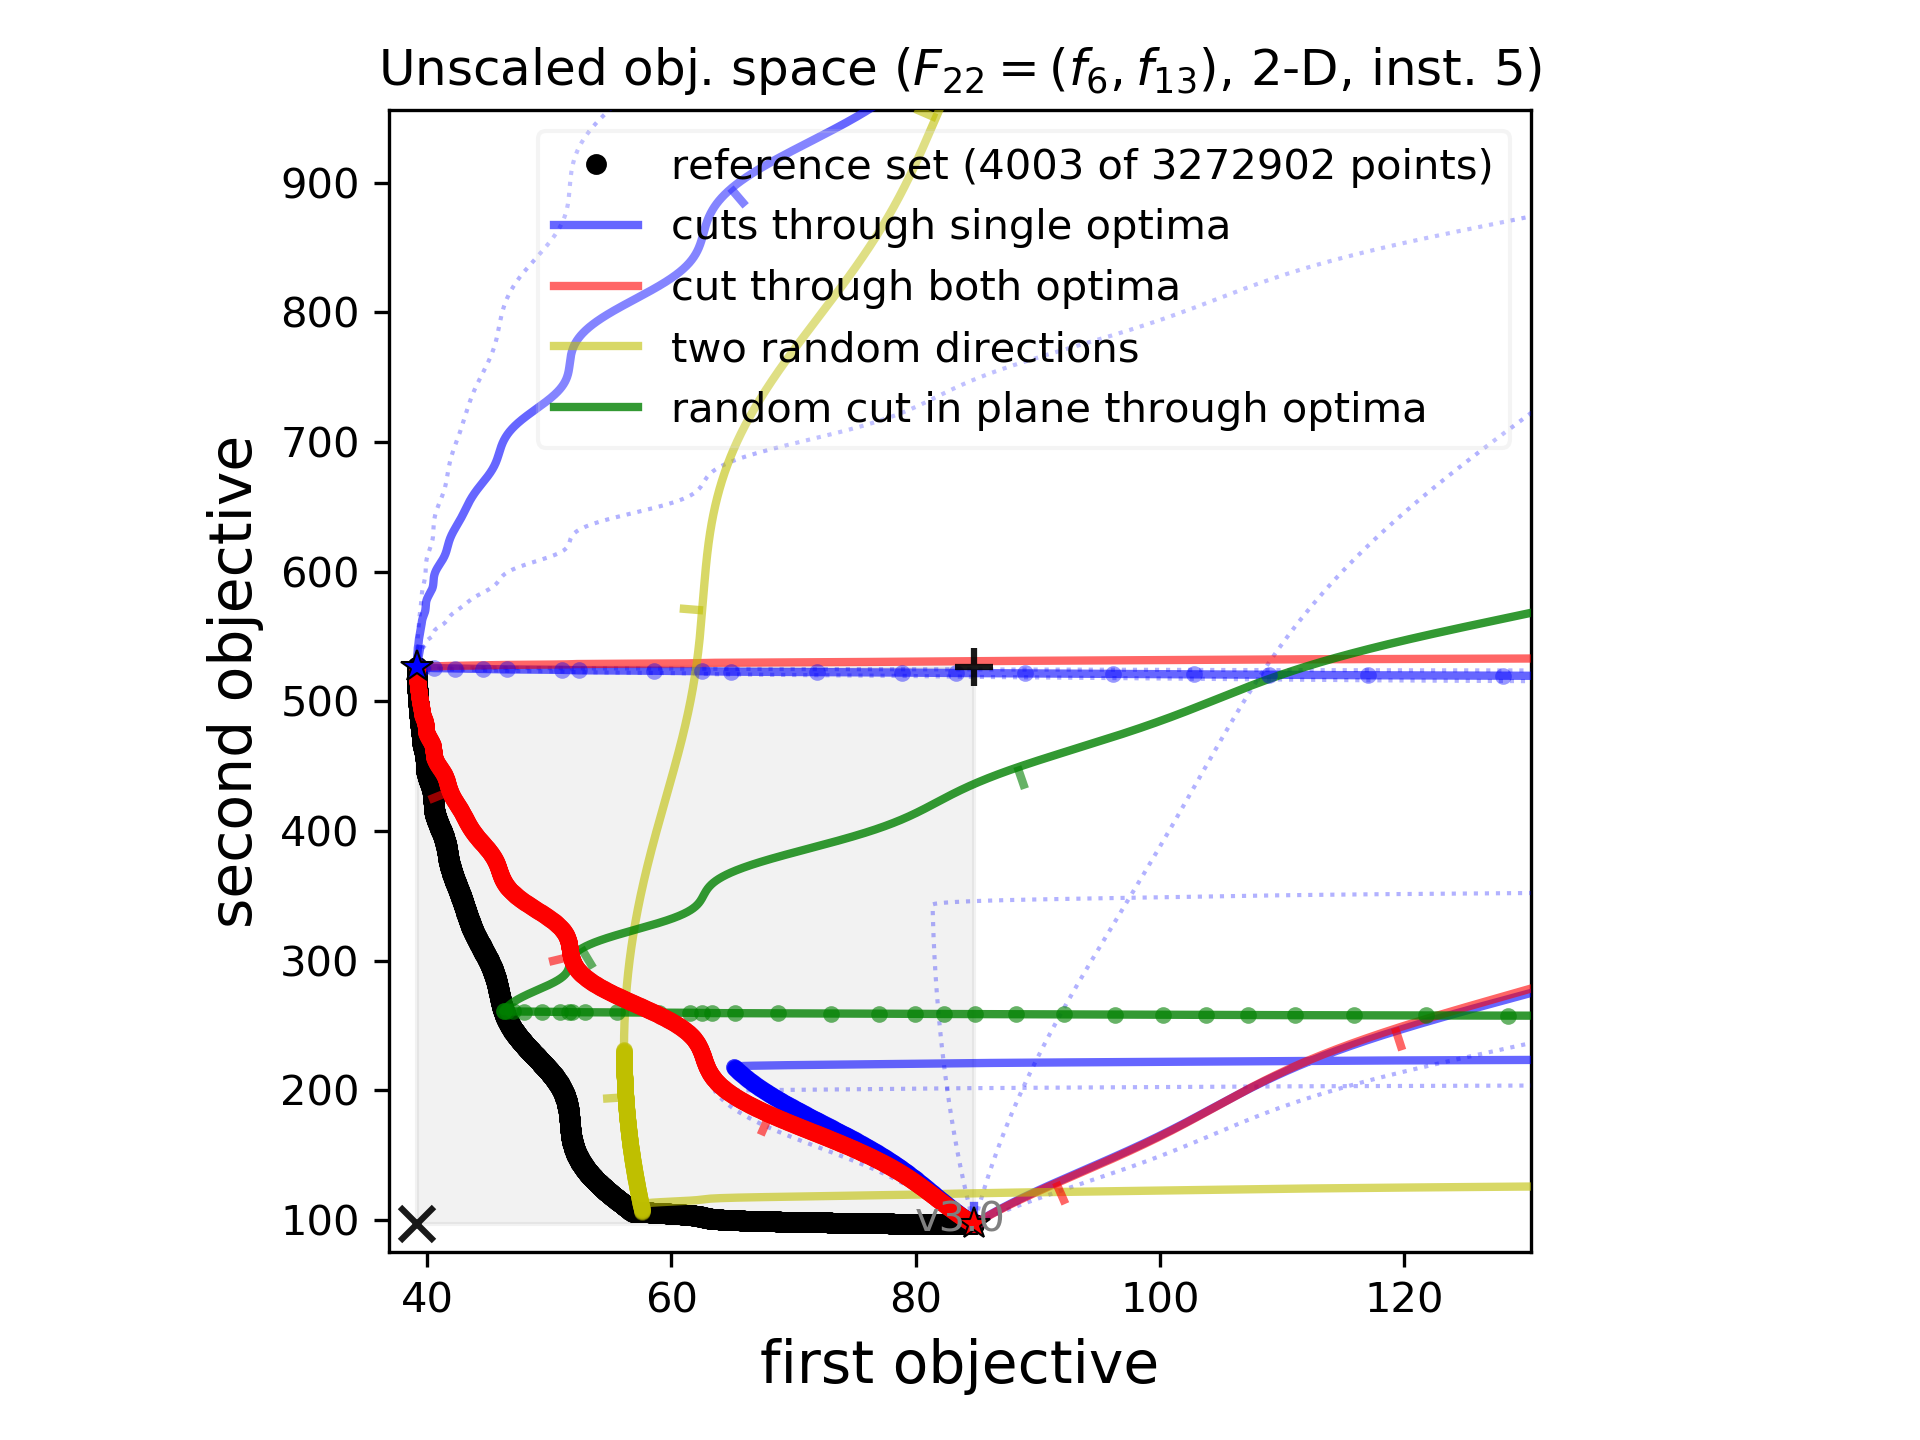 Unscaled obj. space (F₂₂ = (f₆, f₁₃), 2-D, inst. 5)
reference set (4003 of 3272902 points)
cuts through single optima
cut through both optima
two random directions
random cut in plane through optima
900
800
700
600
500
400
300
200
100
second objective
v3.0
40 60 80 100 120
first objective